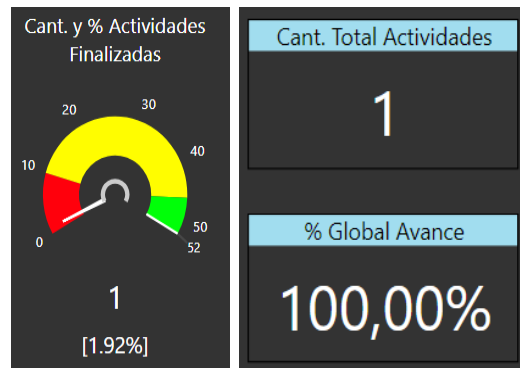 Cant. y % Actividades
Finalizadas
0
10
20
30
40
50
52
1
[1.92%]
Cant. Total Actividades
1
% Global Avance
100,00%